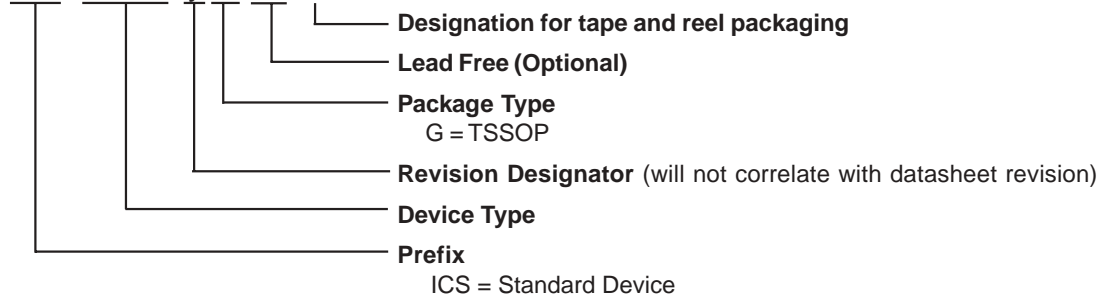 Designation for tape and reel packaging
Lead Free (Optional)
Package Type
G = TSSOP
Revision Designator (will not correlate with datasheet revision)
Device Type
Prefix
ICS = Standard Device